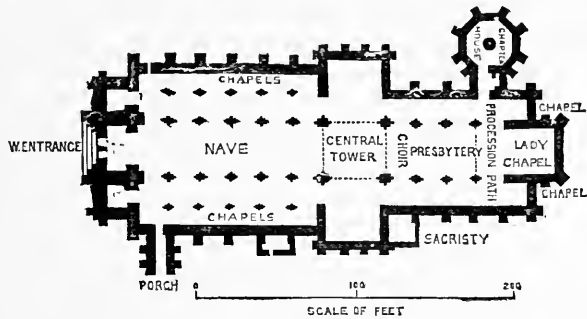 CHAPTER
HOUSE
CHAPELS
CHAPEL
W.ENTRANCE
NAVE
CENTRAL
TOWER
CHOIR
PRESBYTERY
PROCESSION PATH
LADY
CHAPEL
CHAPEL
CHAPELS
SACRISTY
PORCH
0 100 200
SCALE OF FEET